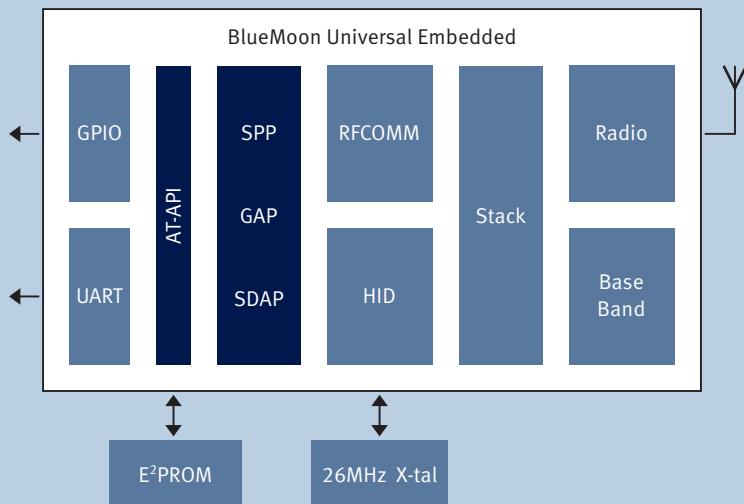 BlueMoon Universal Embedded
GPIO
UART
AT-API
SPP
GAP
SDAP
RFCOMM
HID
Stack
Radio
Base
Band
E²PROM
26MHz X-tal